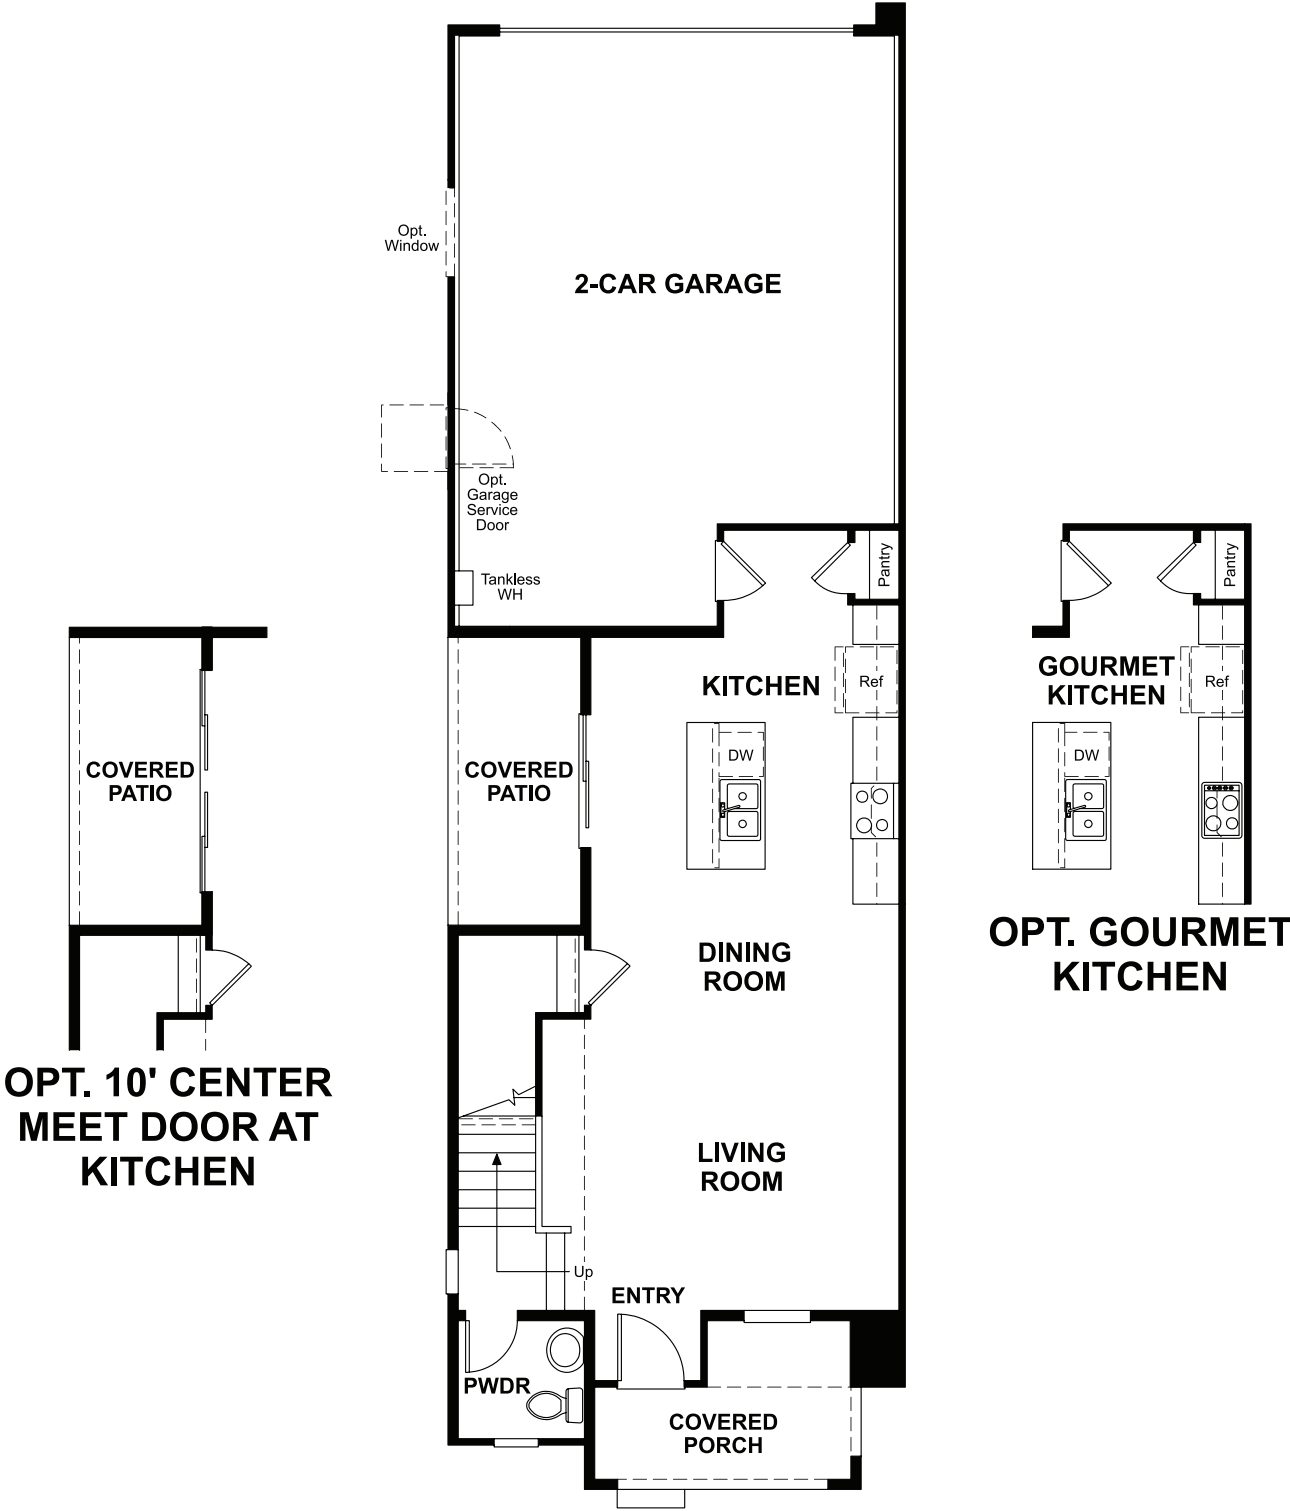 Opt.
Window
2-CAR GARAGE
Opt.
Garage
Service
Door
Tankless
WH
Pantry
KITCHEN
Ref
DW
COVERED
PATIO
DINING
ROOM
LIVING
ROOM
Up
ENTRY
PWDR
COVERED
PORCH
COVERED
PATIO
OPT. 10' CENTER
MEET DOOR AT
KITCHEN
Pantry
GOURMET
KITCHEN
Ref
DW
OPT. GOURMET
KITCHEN